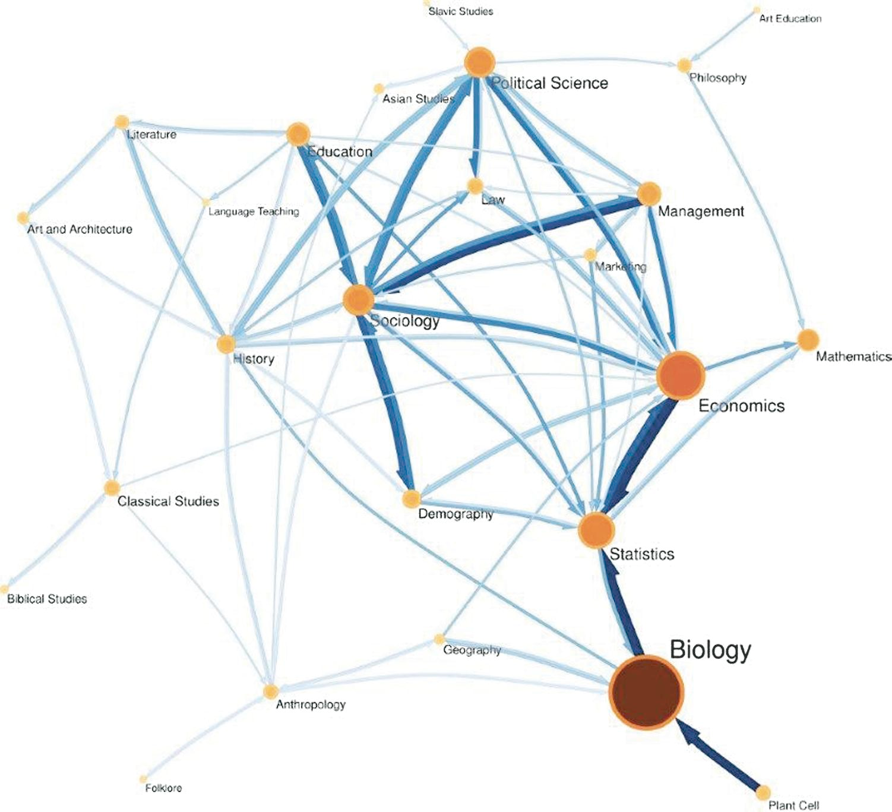 Slavic Studies
Art Education
Political Science
Philosophy
Asian Studies
Literature
Education
Law
Language Teaching
Management
Art and Architecture
Marketing
Sociology
History
Mathematics
Economics
Classical Studies
Demography
Statistics
Biblical Studies
Biology
Geography
Anthropology
Folklore
Plant Cell